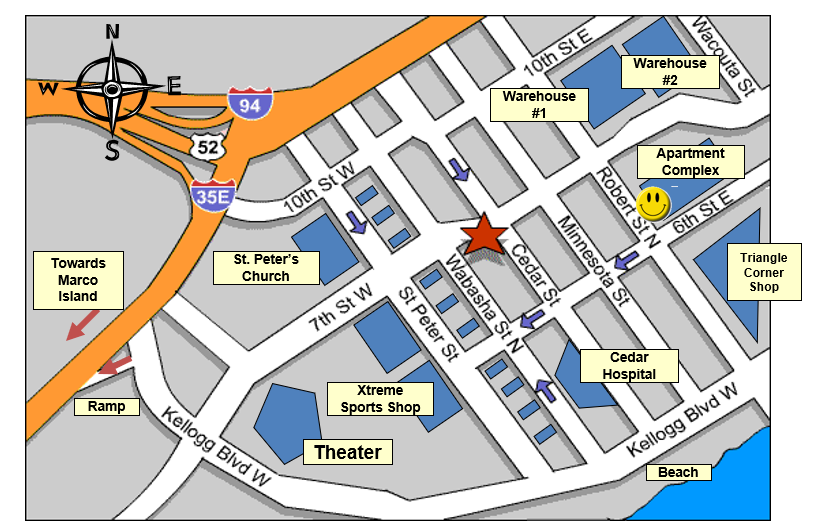 N
W
E
S
94
52
35E
10th St E
Wacouta St
Warehouse
#2
Warehouse
#1
10th St W
Apartment
Complex
Robert St N
6th St E
St. Peter's
Church
Towards
Marco
Island
7th St W
St Peter St
Wabasha St N
Cedar St
Minnesota St
Triangle
Corner
Shop
Cedar
Hospital
Xtreme
Sports Shop
Ramp
Kellogg Blvd W
Theater
Kellogg Blvd W
Beach